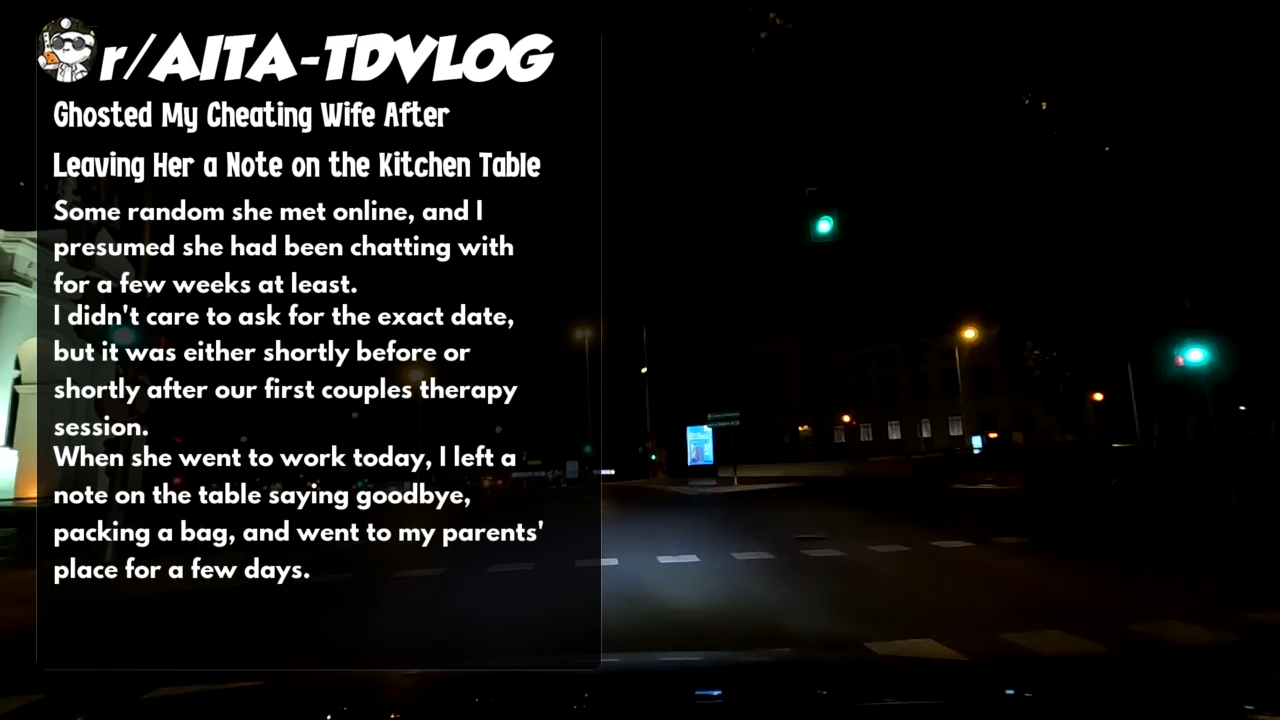 r/AITA-TDVLOG
Ghosted My Cheating Wife After
Leaving Her a Note on the Kitchen Table
Some random she met online, and I
presumed she had been chatting with
for a few weeks at least.
I didn't care to ask for the exact date,
but it was either shortly before or
shortly after our first couples therapy
session.
When she went to work today, I left a
note on the table saying goodbye,
packing a bag, and went to my parents'
place for a few days.